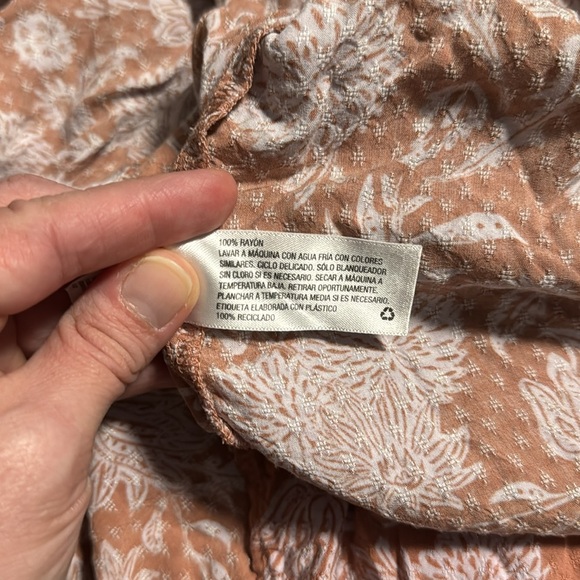 100% RAYÓN
LAVAR A MÁQUINA CON AGUA FRÍA CON COLORES
SIMILARES. CICLO DELICADO. SÓLO BLANQUEADOR
SIN CLORO SI ES NECESARIO. SECAR A MÁQUINA A
TEMPERATURA BAJA. RETIRAR OPORTUNAMENTE.
PLANCHAR A TEMPERATURA MEDIA SI ES NECESARIO.
ETIQUETA ELABORADA CON PLÁSTICO
100% RECICLADO